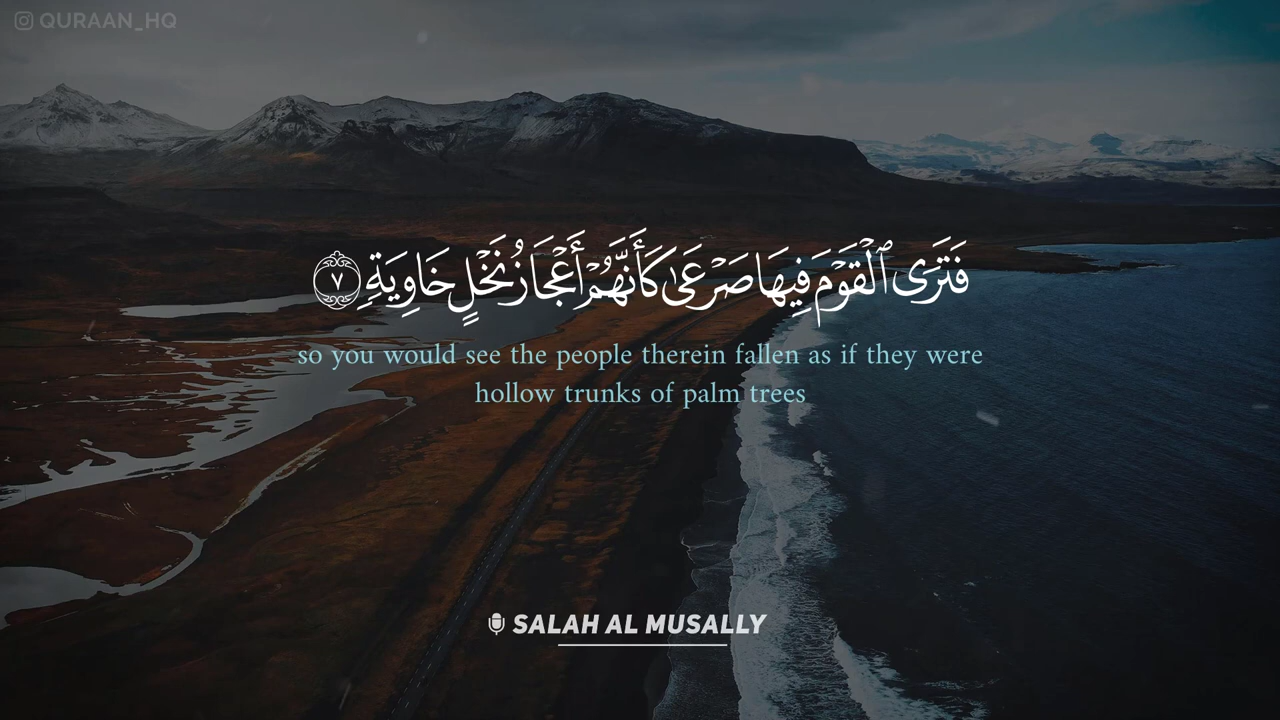 QURAAN_HQ
فَتَرَى ٱلْقَوْمَ فِيهَا صَرْعَىٰ كَأَنَّهُمْ أَعْجَازُ نَخْلٍ خَاوِيَةٍ ٧
so you would see the people therein fallen as if they were
hollow trunks of palm trees
SALAH AL MUSALLY